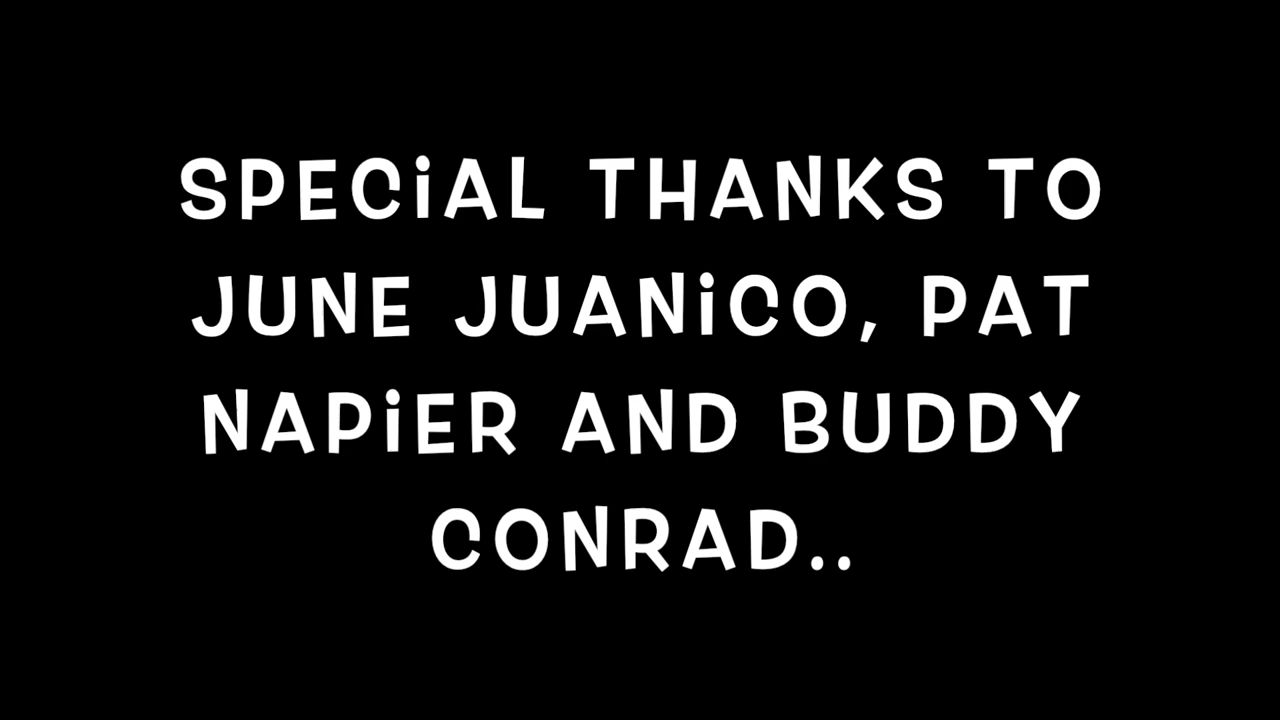 SPECiAL THANKS TO
JUNE JUANiCO, PAT
NAPiER AND BUDDY
CONRAD..